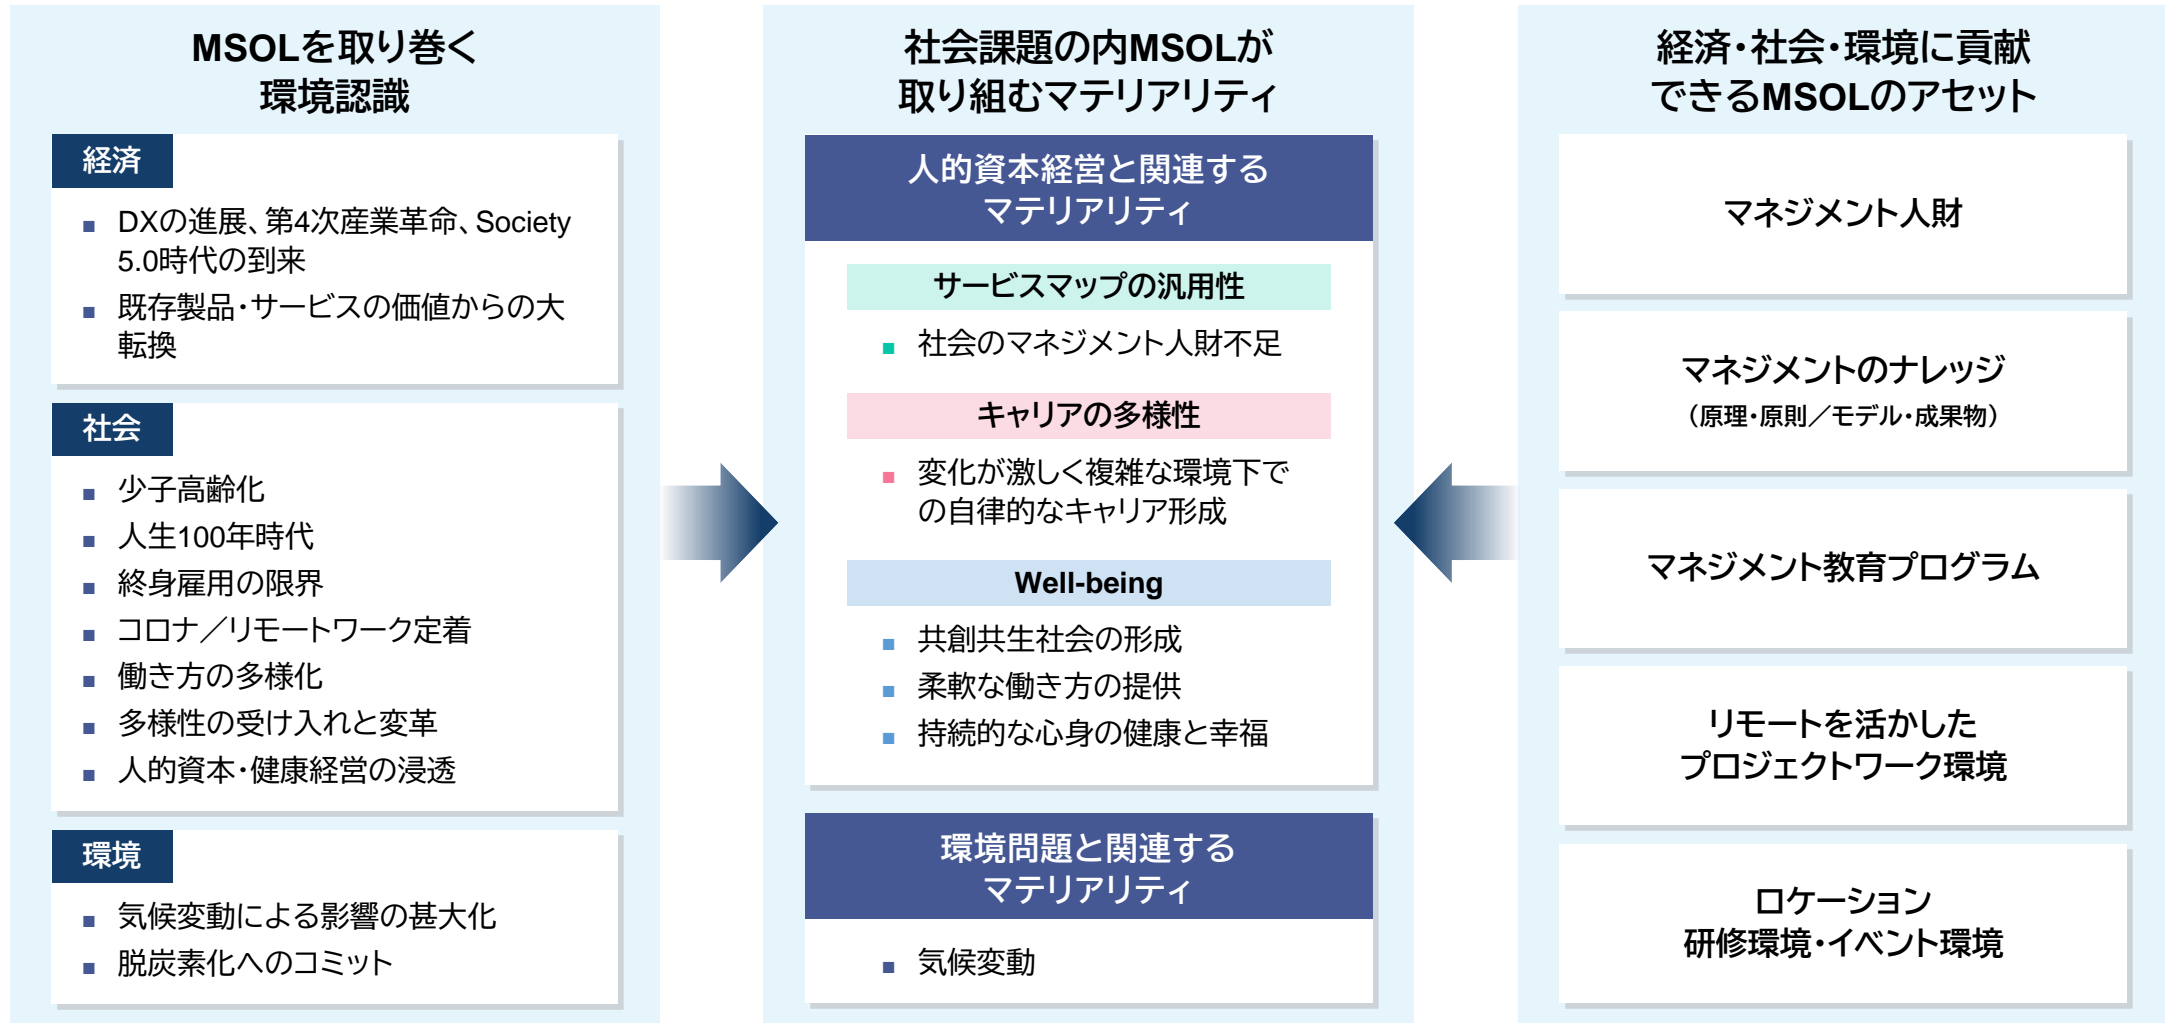 MSOLを取り巻く
環境認識
経済
DXの進展、第4次産業革命、Society
5.0時代の到来
既存製品・サービスの価値からの大
転換
社会
少子高齢化
人生100年時代
終身雇用の限界
コロナ／リモートワーク定着
働き方の多様化
多様性の受け入れと変革
人的資本・健康経営の浸透
環境
気候変動による影響の甚大化
脱炭素化へのコミット
社会課題の内MSOLが
取り組むマテリアリティ
人的資本経営と関連する
マテリアリティ
サービスマップの汎用性
社会のマネジメント人財不足
キャリアの多様性
変化が激しく複雑な環境下で
の自律的なキャリア形成
Well-being
共創共生社会の形成
柔軟な働き方の提供
持続的な心身の健康と幸福
環境問題と関連する
マテリアリティ
気候変動
経済・社会・環境に貢献
できるMSOLのアセット
マネジメント人財
マネジメントのナレッジ
（原理・原則／モデル・成果物）
マネジメント教育プログラム
リモートを活かした
プロジェクトワーク環境
ロケーション
研修環境・イベント環境